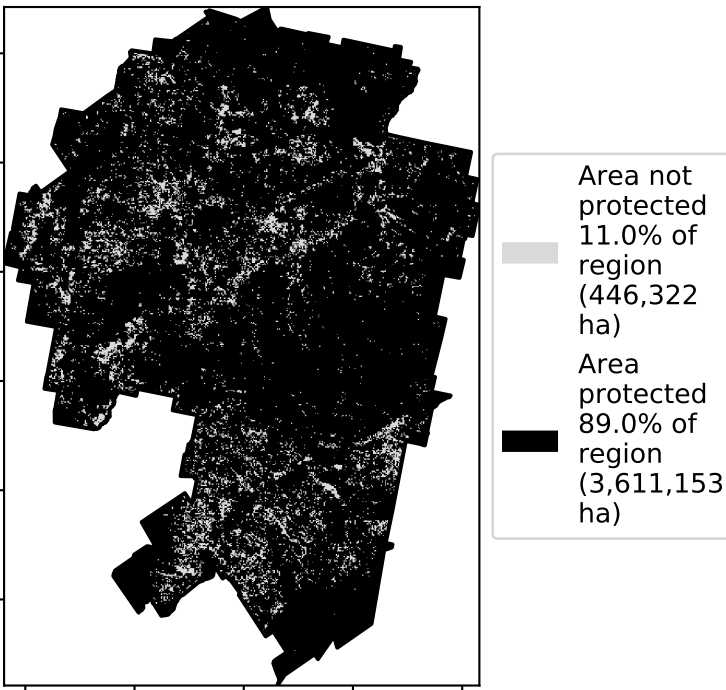 Area not
protected
11.0% of
region
(446,322
ha)
Area
protected
89.0% of
region
(3,611,153
ha)